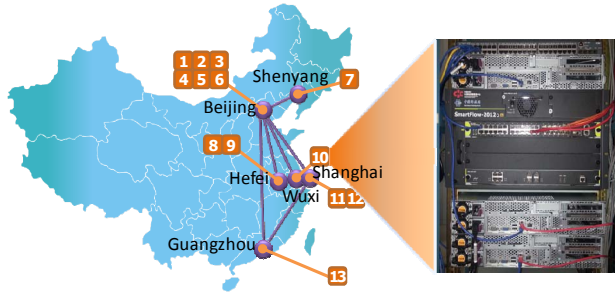 1 2 3
4 5 6
Shenyang
7
Beijing
8 9
10
Hefei
Shanghai
Wuxi
11 12
Guangzhou
13
SmartFlow-2012